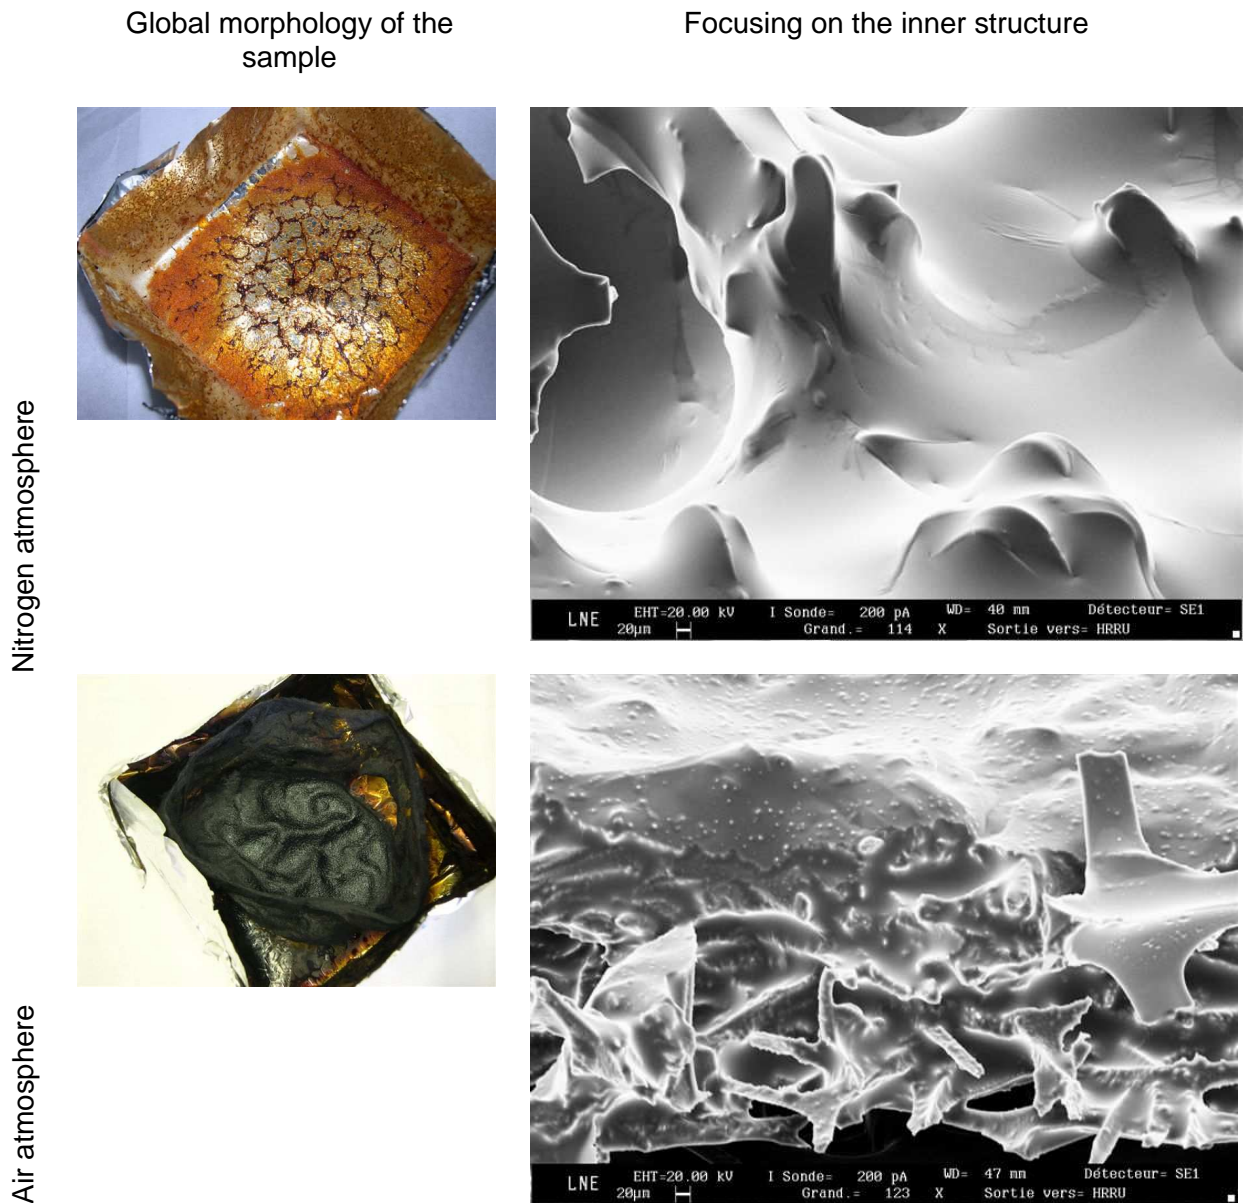 Global morphology of the
sample
Focusing on the inner structure
Nitrogen atmosphere
LNE EHT=20.00 kV I Sonde= 200 pA WD= 40 mm Détecteur= SE1
20µm Grand.= 114 X Sortie vers= HRRU
Air atmosphere
LNE EHT=20.00 kV I Sonde= 200 pA WD= 47 mm Détecteur= SE1
20µm Grand.= 123 X Sortie vers= HRRU